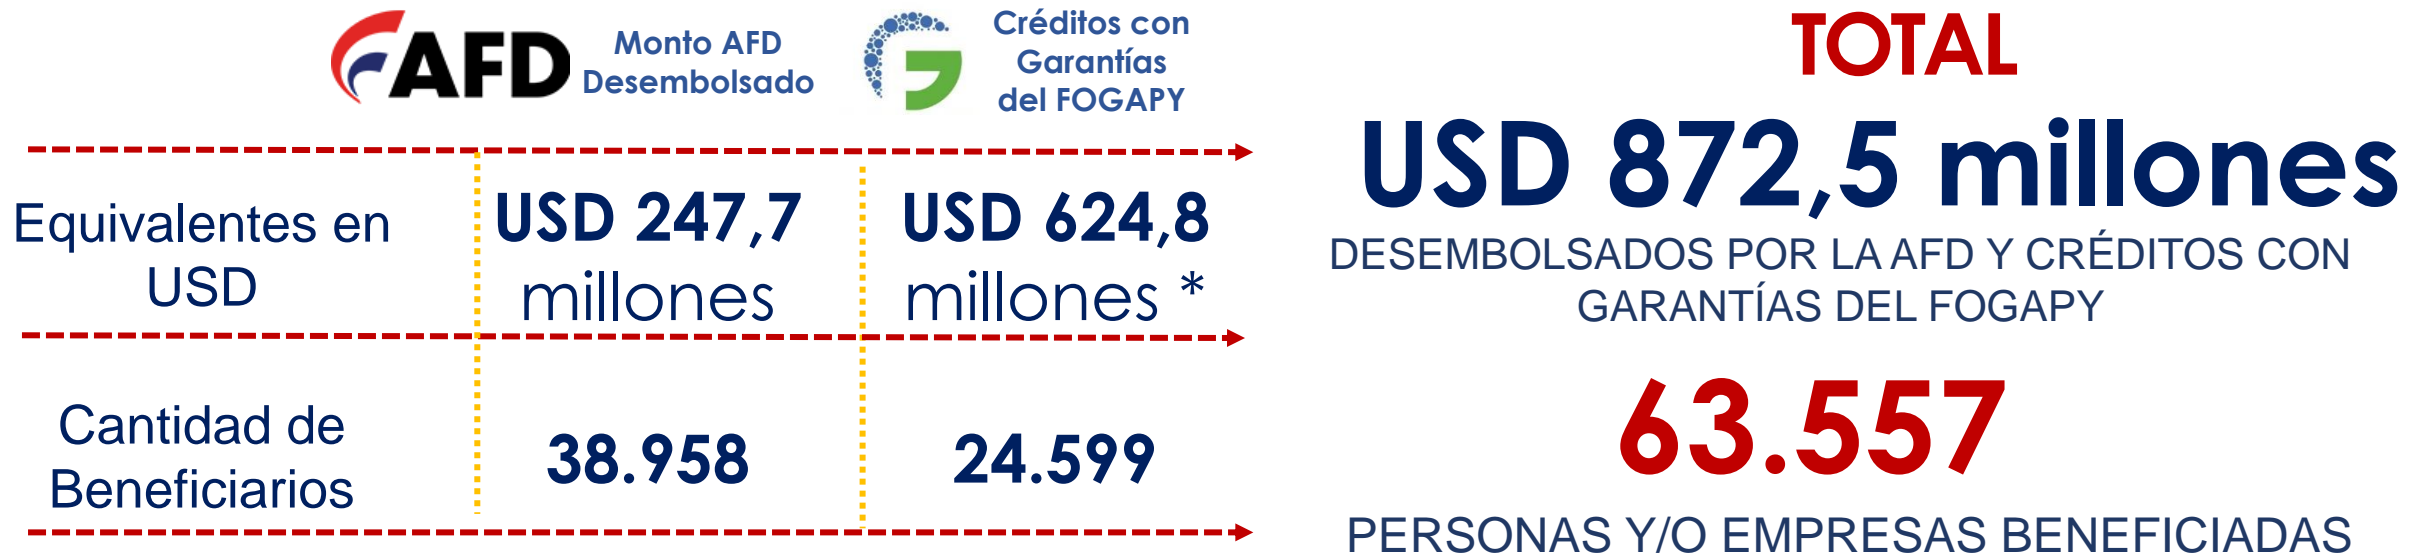 AFD
Monto AFD
Desembolsado
Créditos con
Garantías
del FOGAPY
Equivalentes en
USD
USD 247,7
millones
USD 624,8
millones *
Cantidad de
Beneficiarios
38.958
24.599
TOTAL
USD 872,5 millones
DESEMBOLSADOS POR LA AFD Y CRÉDITOS CON
GARANTÍAS DEL FOGAPY
63.557
PERSONAS Y/O EMPRESAS BENEFICIADAS